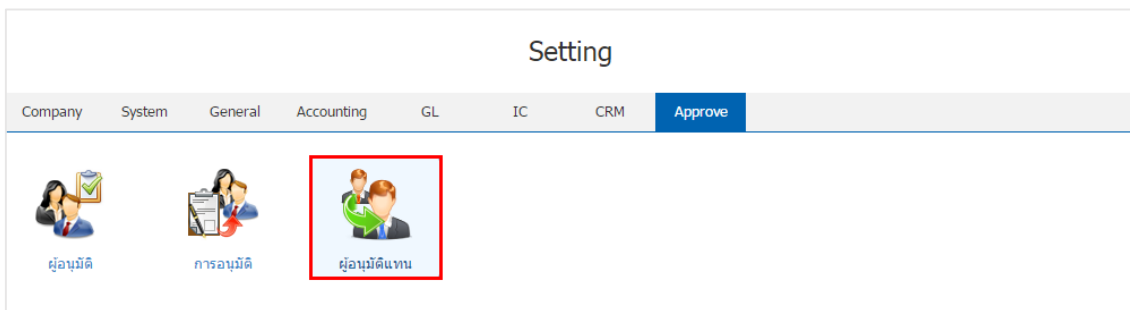 Setting
Company System General Accounting GL IC CRM Approve
ผู้อนุมัติ การอนุมัติ ผู้อนุมัติแทน